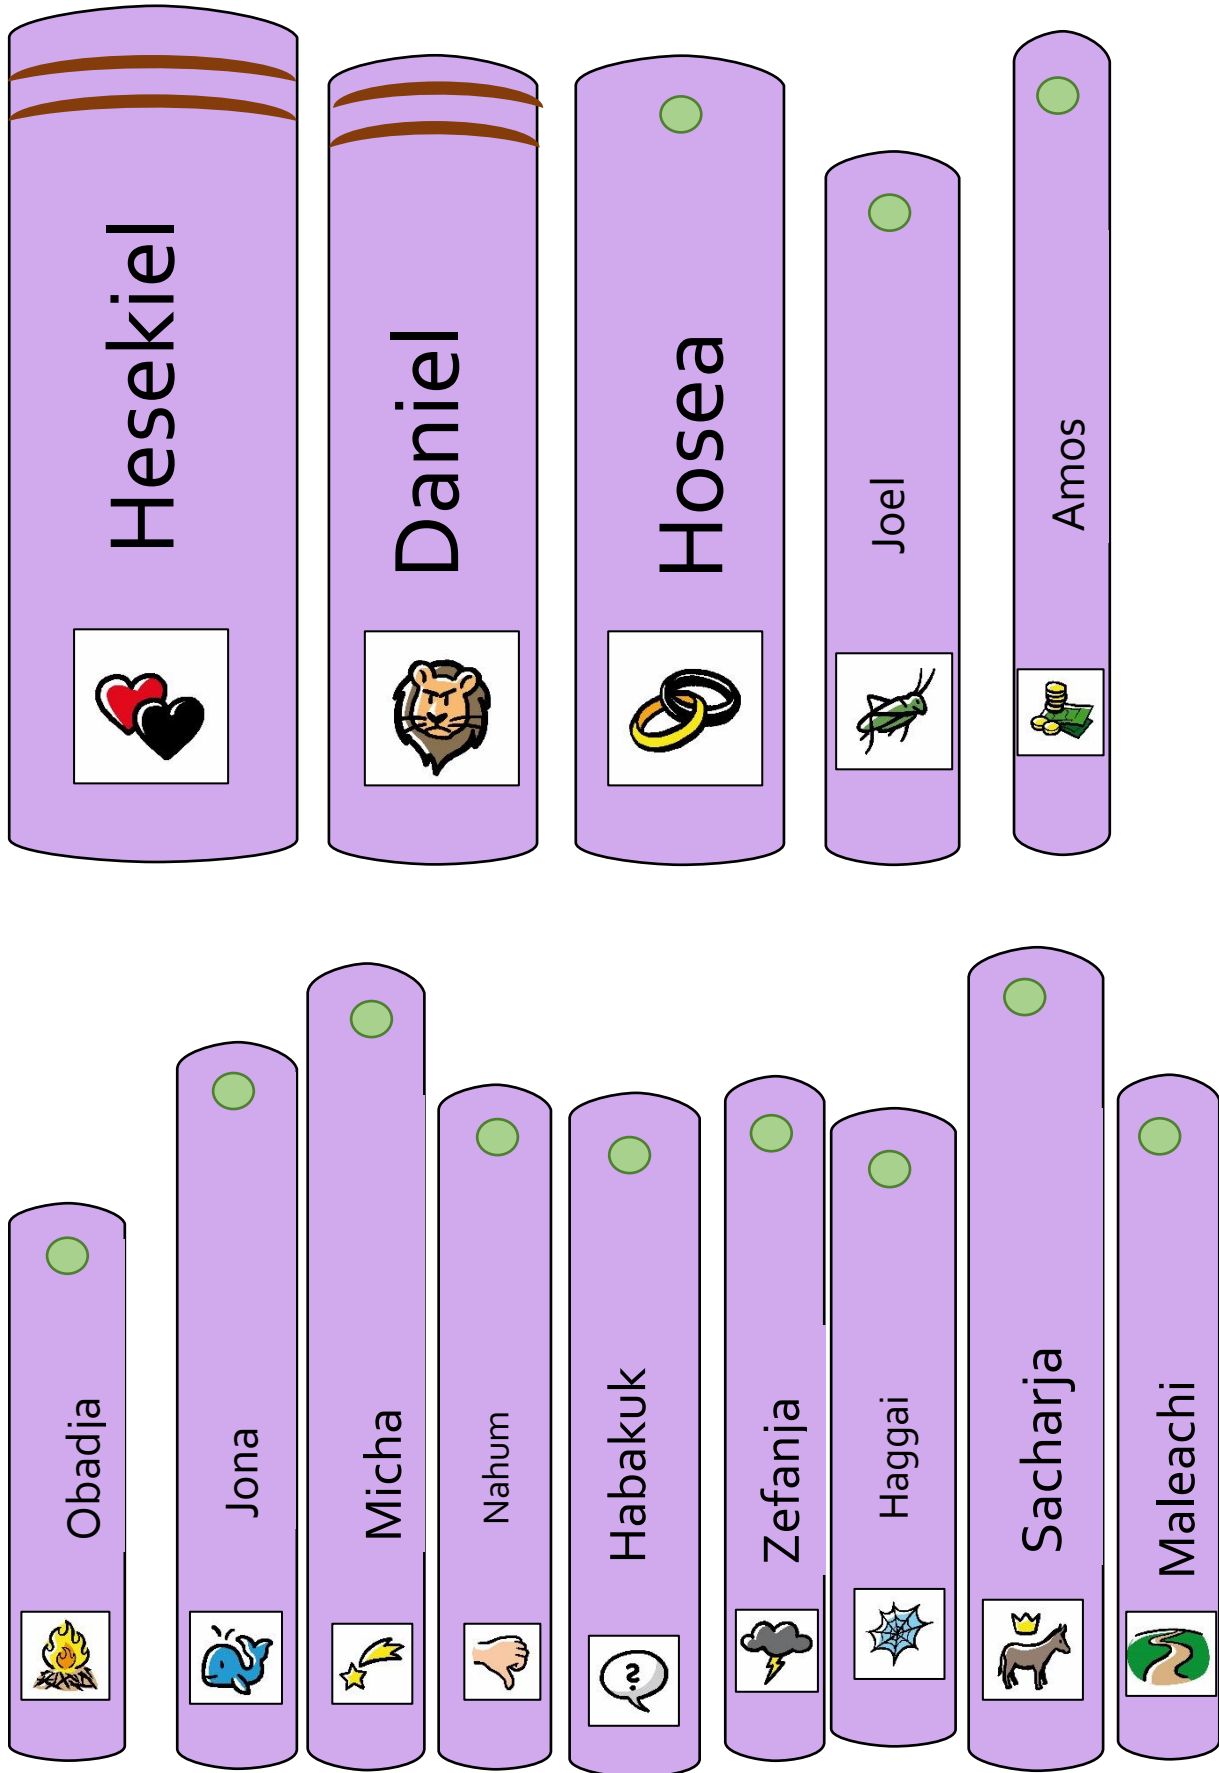 Hesekiel
Daniel
Hosea
Joel
Amos
Obadja
Jona
Micha
Nahum
Habakuk
Zefanja
Haggai
Sacharja
Maleachi
?